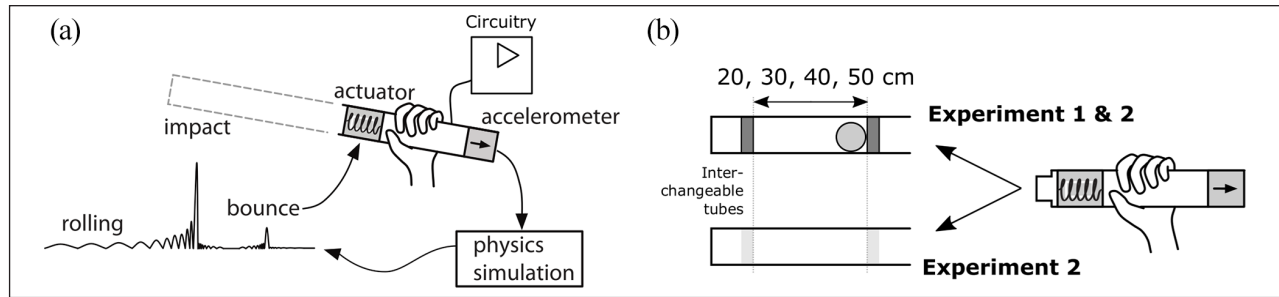 (a)
Circuitry
actuator
accelerometer
impact
bounce
rolling
physics
simulation
(b)
20, 30, 40, 50 cm
Experiment 1 & 2
Inter-
changeable
tubes
Experiment 2